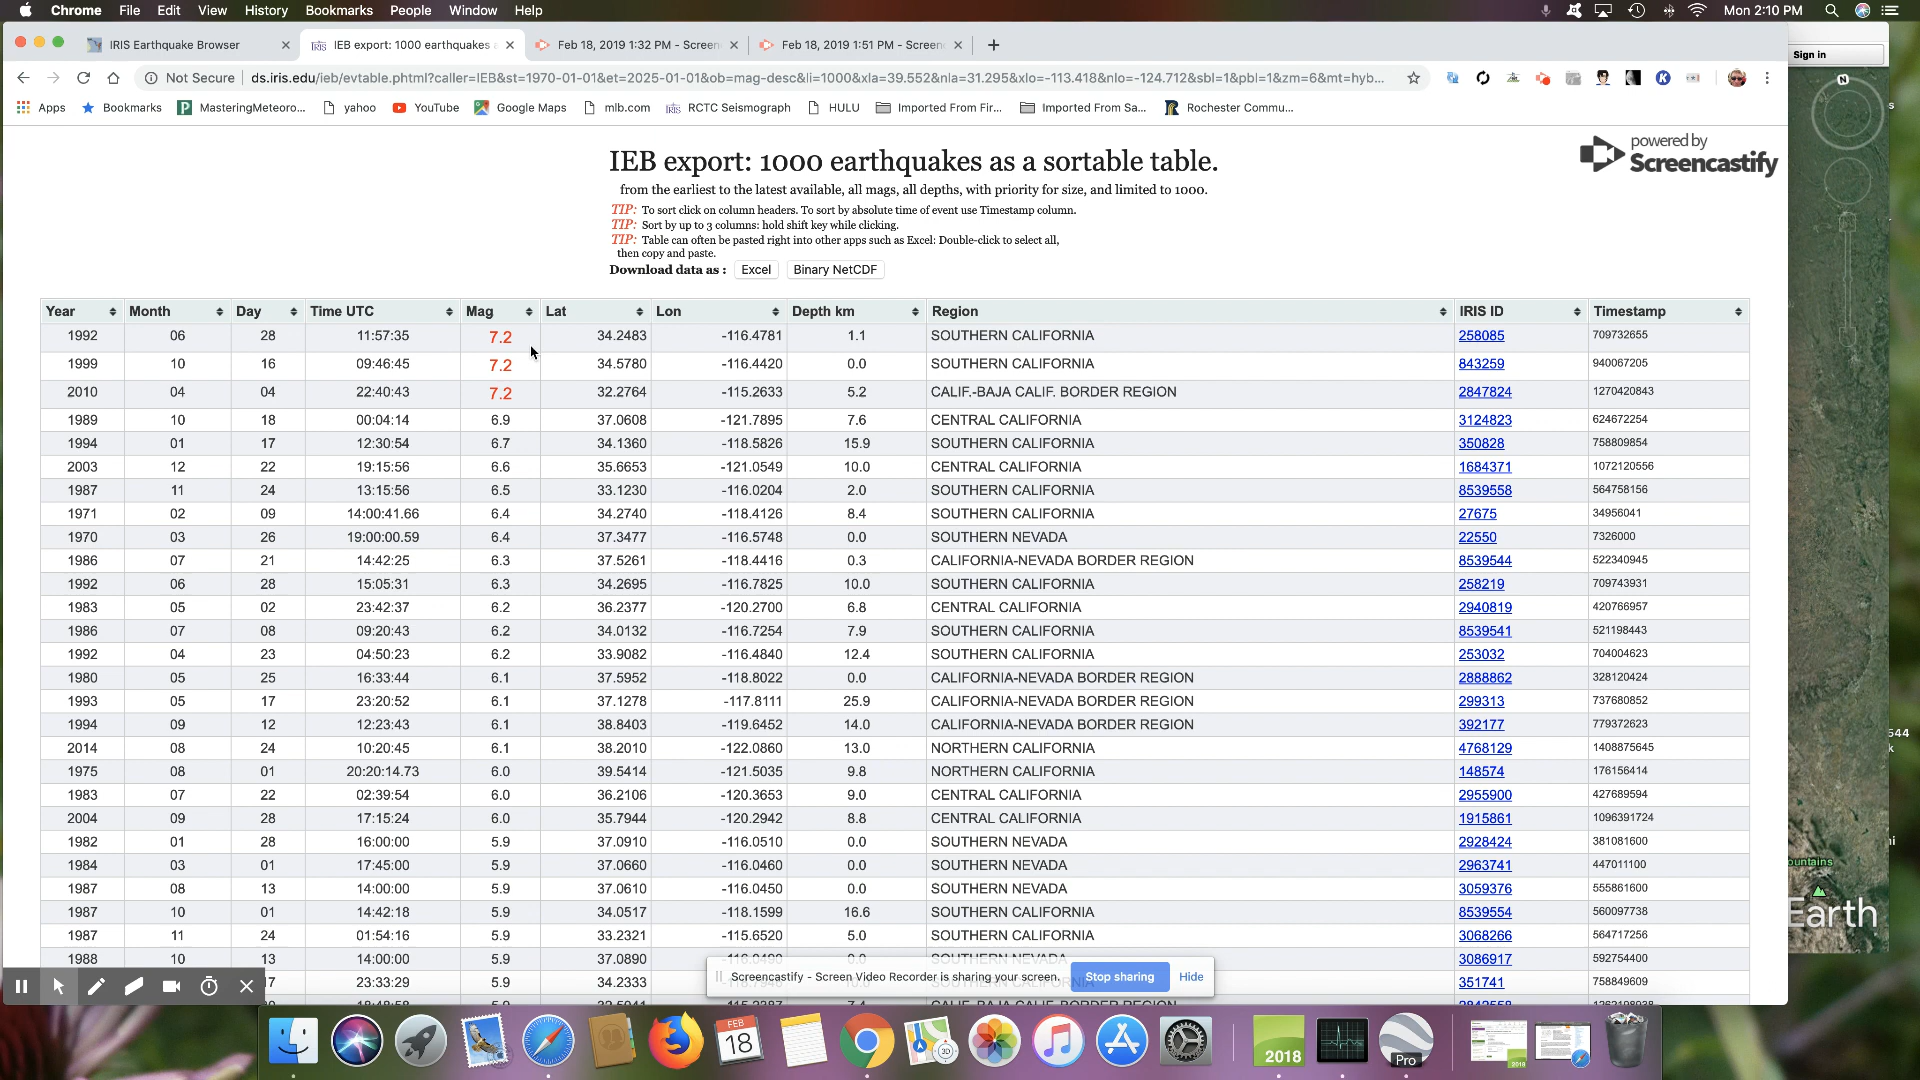 Chrome File Edit View History Bookmarks People Window Help Mon 2:10 PM
IRIS Earthquake Browser IEB export: 1000 earthquakes Feb 18, 2019 1:32 PM - Screen Feb 18, 2019 1:51 PM - Screen
Sign in
Not Secure ds.iris.edu/ieb/evtable.phtml?caller=IEB&st=1970-01-01&et=2025-01-01&ob=mag-desc&li=1000&xla=39.552&nla=31.295&xlo=-113.418&nlo=-124.712&sbl=1&pbl=1&zm=6&mt=hyb...
Apps Bookmarks MasteringMeteoro... yahoo YouTube Google Maps mlb.com RCTC Seismograph HULU Imported From Fir... Imported From Sa... Rochester Commu...
N
powered by
Screencastify
IEB export: 1000 earthquakes as a sortable table.
from the earliest to the latest available, all mags, all depths, with priority for size, and limited to 1000.
TIP: To sort click on column headers. To sort by absolute time of event use Timestamp column.
TIP: Sort by up to 3 columns: hold shift key while clicking.
TIP: Table can often be pasted right into other apps such as Excel: Double-click to select all,
then copy and paste.
Download data as : Excel Binary NetCDF
Year Month Day Time UTC Mag Lat Lon Depth km Region IRIS ID Timestamp
1992 06 28 11:57:35 7.2 34.2483 -116.4781 1.1 SOUTHERN CALIFORNIA 258085 709732655
1999 10 16 09:46:45 7.2 34.5780 -116.4420 0.0 SOUTHERN CALIFORNIA 843259 940067205
2010 04 04 22:40:43 7.2 32.2764 -115.2633 5.2 CALIF.-BAJA CALIF. BORDER REGION 2847824 1270420843
1989 10 18 00:04:14 6.9 37.0608 -121.7895 7.6 CENTRAL CALIFORNIA 3124823 624672254
1994 01 17 12:30:54 6.7 34.1360 -118.5826 15.9 SOUTHERN CALIFORNIA 350828 758809854
2003 12 22 19:15:56 6.6 35.6653 -121.0549 10.0 CENTRAL CALIFORNIA 1684371 1072120556
1987 11 24 13:15:56 6.5 33.1230 -116.0204 2.0 SOUTHERN CALIFORNIA 8539558 564758156
1971 02 09 14:00:41.66 6.4 34.2740 -118.4126 8.4 SOUTHERN CALIFORNIA 27675 34956041
1970 03 26 19:00:00.59 6.4 37.3477 -116.5748 0.0 SOUTHERN NEVADA 22550 7326000
1986 07 21 14:42:25 6.3 37.5261 -118.4416 0.3 CALIFORNIA-NEVADA BORDER REGION 8539544 522340945
1992 06 28 15:05:31 6.3 34.2695 -116.7825 10.0 SOUTHERN CALIFORNIA 258219 709743931
1983 05 02 23:42:37 6.2 36.2377 -120.2700 6.8 CENTRAL CALIFORNIA 2940819 420766957
1986 07 08 09:20:43 6.2 34.0132 -116.7254 7.9 SOUTHERN CALIFORNIA 8539541 521198443
1992 04 23 04:50:23 6.2 33.9082 -116.4840 12.4 SOUTHERN CALIFORNIA 253032 704004623
1980 05 25 16:33:44 6.1 37.5952 -118.8022 0.0 CALIFORNIA-NEVADA BORDER REGION 2888862 328120424
1993 05 17 23:20:52 6.1 37.1278 -117.8111 25.9 CALIFORNIA-NEVADA BORDER REGION 299313 737680852
1994 09 12 12:23:43 6.1 38.8403 -119.6452 14.0 CALIFORNIA-NEVADA BORDER REGION 392177 779372623
2014 08 24 10:20:45 6.1 38.2010 -122.0860 13.0 NORTHERN CALIFORNIA 4768129 1408875645
1975 08 01 20:20:14.73 6.0 39.5414 -121.5035 9.8 NORTHERN CALIFORNIA 148574 176156414
1983 07 22 02:39:54 6.0 36.2106 -120.3653 9.0 CENTRAL CALIFORNIA 2955900 427689594
2004 09 28 17:15:24 6.0 35.7944 -120.2942 8.8 CENTRAL CALIFORNIA 1915861 1096391724
1982 01 28 16:00:00 5.9 37.0910 -116.0510 0.0 SOUTHERN NEVADA 2928424 381081600
1984 03 01 17:45:00 5.9 37.0660 -116.0460 0.0 SOUTHERN NEVADA 2963741 447011100
1987 08 13 14:00:00 5.9 37.0610 -116.0450 0.0 SOUTHERN NEVADA 3059376 555861600
1987 10 01 14:42:18 5.9 34.0517 -118.1599 16.6 SOUTHERN CALIFORNIA 8539554 560097738
1987 11 24 01:54:16 5.9 33.2321 -115.6520 5.0 SOUTHERN CALIFORNIA 3068266 564717256
1988 10 13 14:00:00 5.9 37.0890 3086917 592754400
7 23:33:29 5.9 34.2333 351741 758849609
Screencastify - Screen Video Recorder is sharing your screen. Stop sharing Hide
544
k
ountains
Earth
FEB
18
3D
2018
Pro